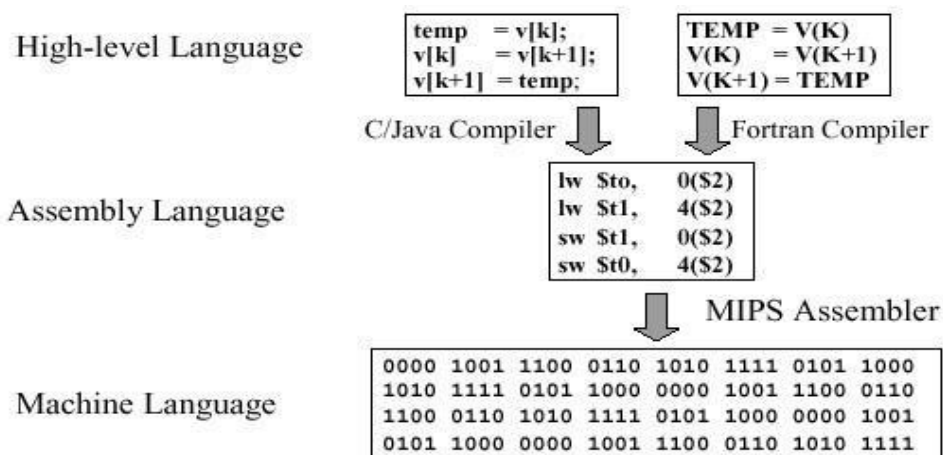 High-level Language
temp = v[k];
v[k] = v[k+1];
v[k+1] = temp;
TEMP = V(K)
V(K) = V(K+1)
V(K+1) = TEMP
C/Java Compiler
Fortran Compiler
Assembly Language
lw $to, 0($2)
lw $t1, 4($2)
sw $t1, 0($2)
sw $t0, 4($2)
MIPS Assembler
Machine Language
0000 1001 1100 0110 1010 1111 0101 1000
1010 1111 0101 1000 0000 1001 1100 0110
1100 0110 1010 1111 0101 1000 0000 1001
0101 1000 0000 1001 1100 0110 1010 1111